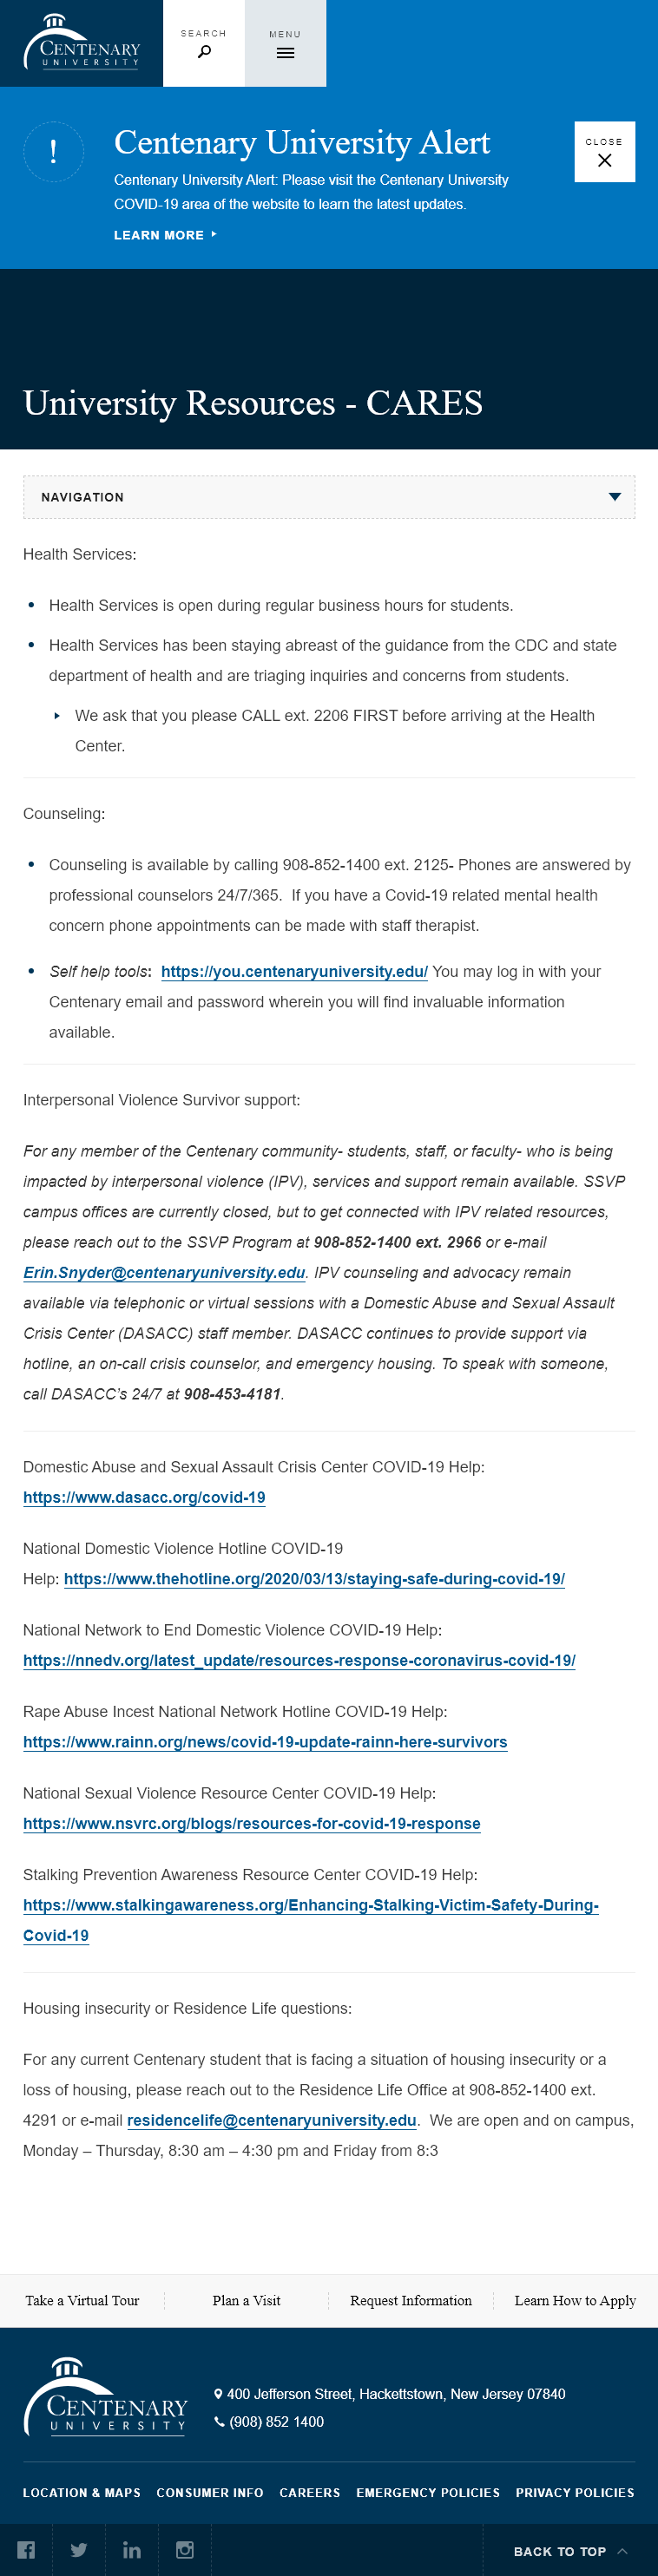 CENTENARY
UNIVERSITY
SEARCH
MENU
!
Centenary University Alert
Centenary University Alert: Please visit the Centenary University
COVID-19 area of the website to learn the latest updates.
LEARN MORE
CLOSE
University Resources - CARES
NAVIGATION
Health Services:
Health Services is open during regular business hours for students.
Health Services has been staying abreast of the guidance from the CDC and state
department of health and are triaging inquiries and concerns from students.
We ask that you please CALL ext. 2206 FIRST before arriving at the Health
Center.
Counseling:
Counseling is available by calling 908-852-1400 ext. 2125- Phones are answered by
professional counselors 24/7/365.  If you have a Covid-19 related mental health
concern phone appointments can be made with staff therapist.
Self help tools:  https://you.centenaryuniversity.edu/ You may log in with your
Centenary email and password wherein you will find invaluable information
available.
Interpersonal Violence Survivor support:
For any member of the Centenary community- students, staff, or faculty- who is being
impacted by interpersonal violence (IPV), services and support remain available. SSVP
campus offices are currently closed, but to get connected with IPV related resources,
please reach out to the SSVP Program at 908-852-1400 ext. 2966 or e-mail
Erin.Snyder@centenaryuniversity.edu. IPV counseling and advocacy remain
available via telephonic or virtual sessions with a Domestic Abuse and Sexual Assault
Crisis Center (DASACC) staff member. DASACC continues to provide support via
hotline, an on-call crisis counselor, and emergency housing. To speak with someone,
call DASACC’s 24/7 at 908-453-4181.
Domestic Abuse and Sexual Assault Crisis Center COVID-19 Help:
https://www.dasacc.org/covid-19
National Domestic Violence Hotline COVID-19
Help: https://www.thehotline.org/2020/03/13/staying-safe-during-covid-19/
National Network to End Domestic Violence COVID-19 Help:
https://nnedv.org/latest_update/resources-response-coronavirus-covid-19/
Rape Abuse Incest National Network Hotline COVID-19 Help:
https://www.rainn.org/news/covid-19-update-rainn-here-survivors
National Sexual Violence Resource Center COVID-19 Help:
https://www.nsvrc.org/blogs/resources-for-covid-19-response
Stalking Prevention Awareness Resource Center COVID-19 Help:
https://www.stalkingawareness.org/Enhancing-Stalking-Victim-Safety-During-
Covid-19
Housing insecurity or Residence Life questions:
For any current Centenary student that is facing a situation of housing insecurity or a
loss of housing, please reach out to the Residence Life Office at 908-852-1400 ext.
4291 or e-mail residencelife@centenaryuniversity.edu.  We are open and on campus,
Monday – Thursday, 8:30 am – 4:30 pm and Friday from 8:3
Take a Virtual Tour
Plan a Visit
Request Information
Learn How to Apply
CENTENARY
UNIVERSITY
400 Jefferson Street, Hackettstown, New Jersey 07840
(908) 852 1400
LOCATION & MAPS
CONSUMER INFO
CAREERS
EMERGENCY POLICIES
PRIVACY POLICIES
BACK TO TOP